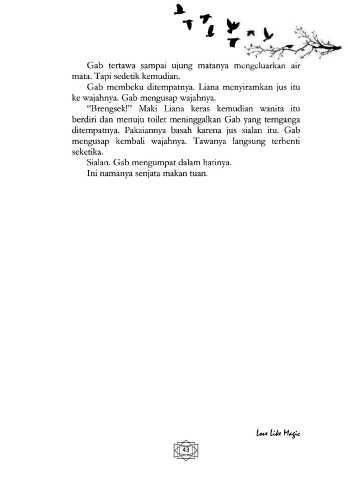 Gab tertawa sampai ujung matanya mengeluarkan air
mata. Tapi sedetik kemudian.
Gab membeku ditempatnya. Liana menyiramkan jus itu
ke wajahnya. Gab mengusap wajahnya.
“Brengsek!” Maki Liana keras kemudian wanita itu
berdiri dan menuju toilet meninggalkan Gab yang ternganga
ditempatnya. Pakaiannya basah karena jus sialan itu. Gab
mengusap kembali wajahnya. Tawanya langsung terhenti
seketika.
Sialan. Gab mengumpat dalam hatinya.
Ini namanya senjata makan tuan.
Love Like Magic
43